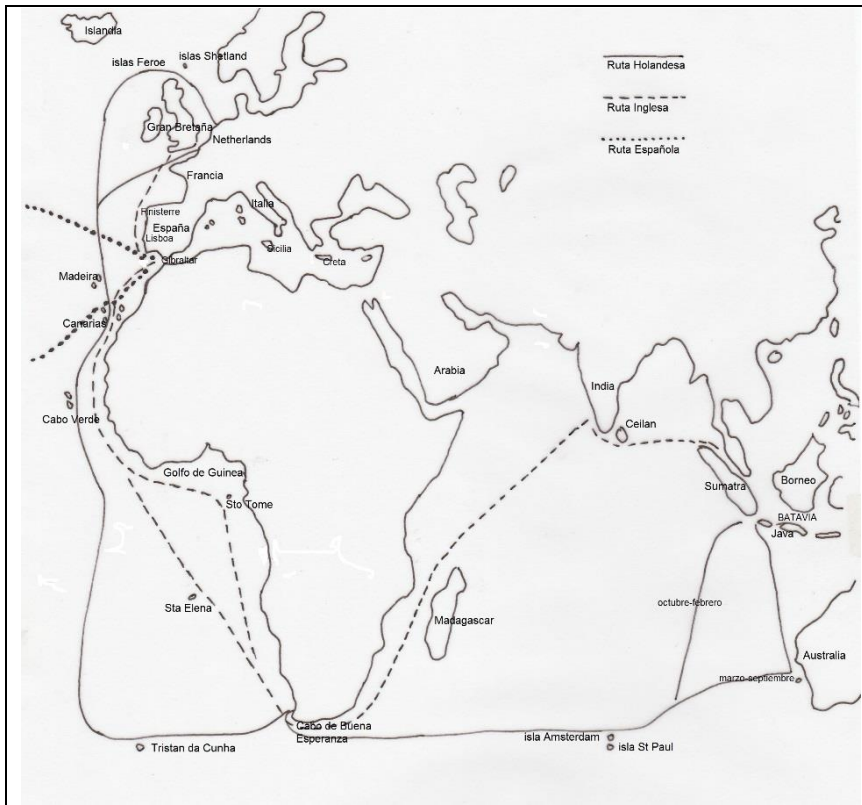 Islandia
islas Feroe
islas Shetland
Ruta Holandesa
Ruta Inglesa
Ruta Española
Gran Bretaña
Netherlands
Francia
Finisterre
España
Lisboa
Italia
Gibraltar
Sicilia
Creta
Madeira
Canarias
Arabia
India
Cabo Verde
Ceilan
Golfo de Guinea
Sto Tome
Sumatra
Borneo
BATAVIA
Java
Sta Elena
Madagascar
octubre-febrero
Australia
marzo-septiembre
Cabo de Buena
Esperanza
Tristan da Cunha
isla Amsterdam
isla St Paul